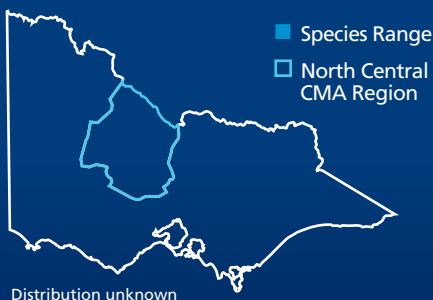 Species Range
North Central
CMA Region
Distribution unknown